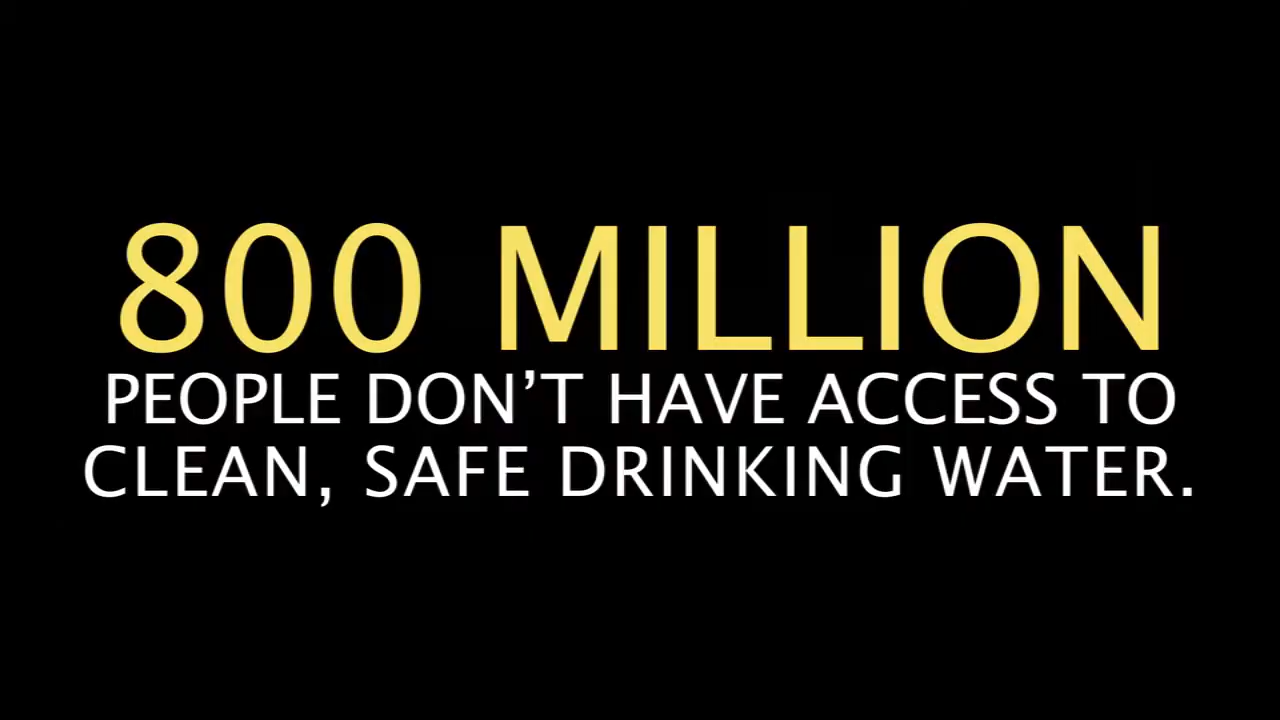 800 MILLION
PEOPLE DON’T HAVE ACCESS TO
CLEAN, SAFE DRINKING WATER.